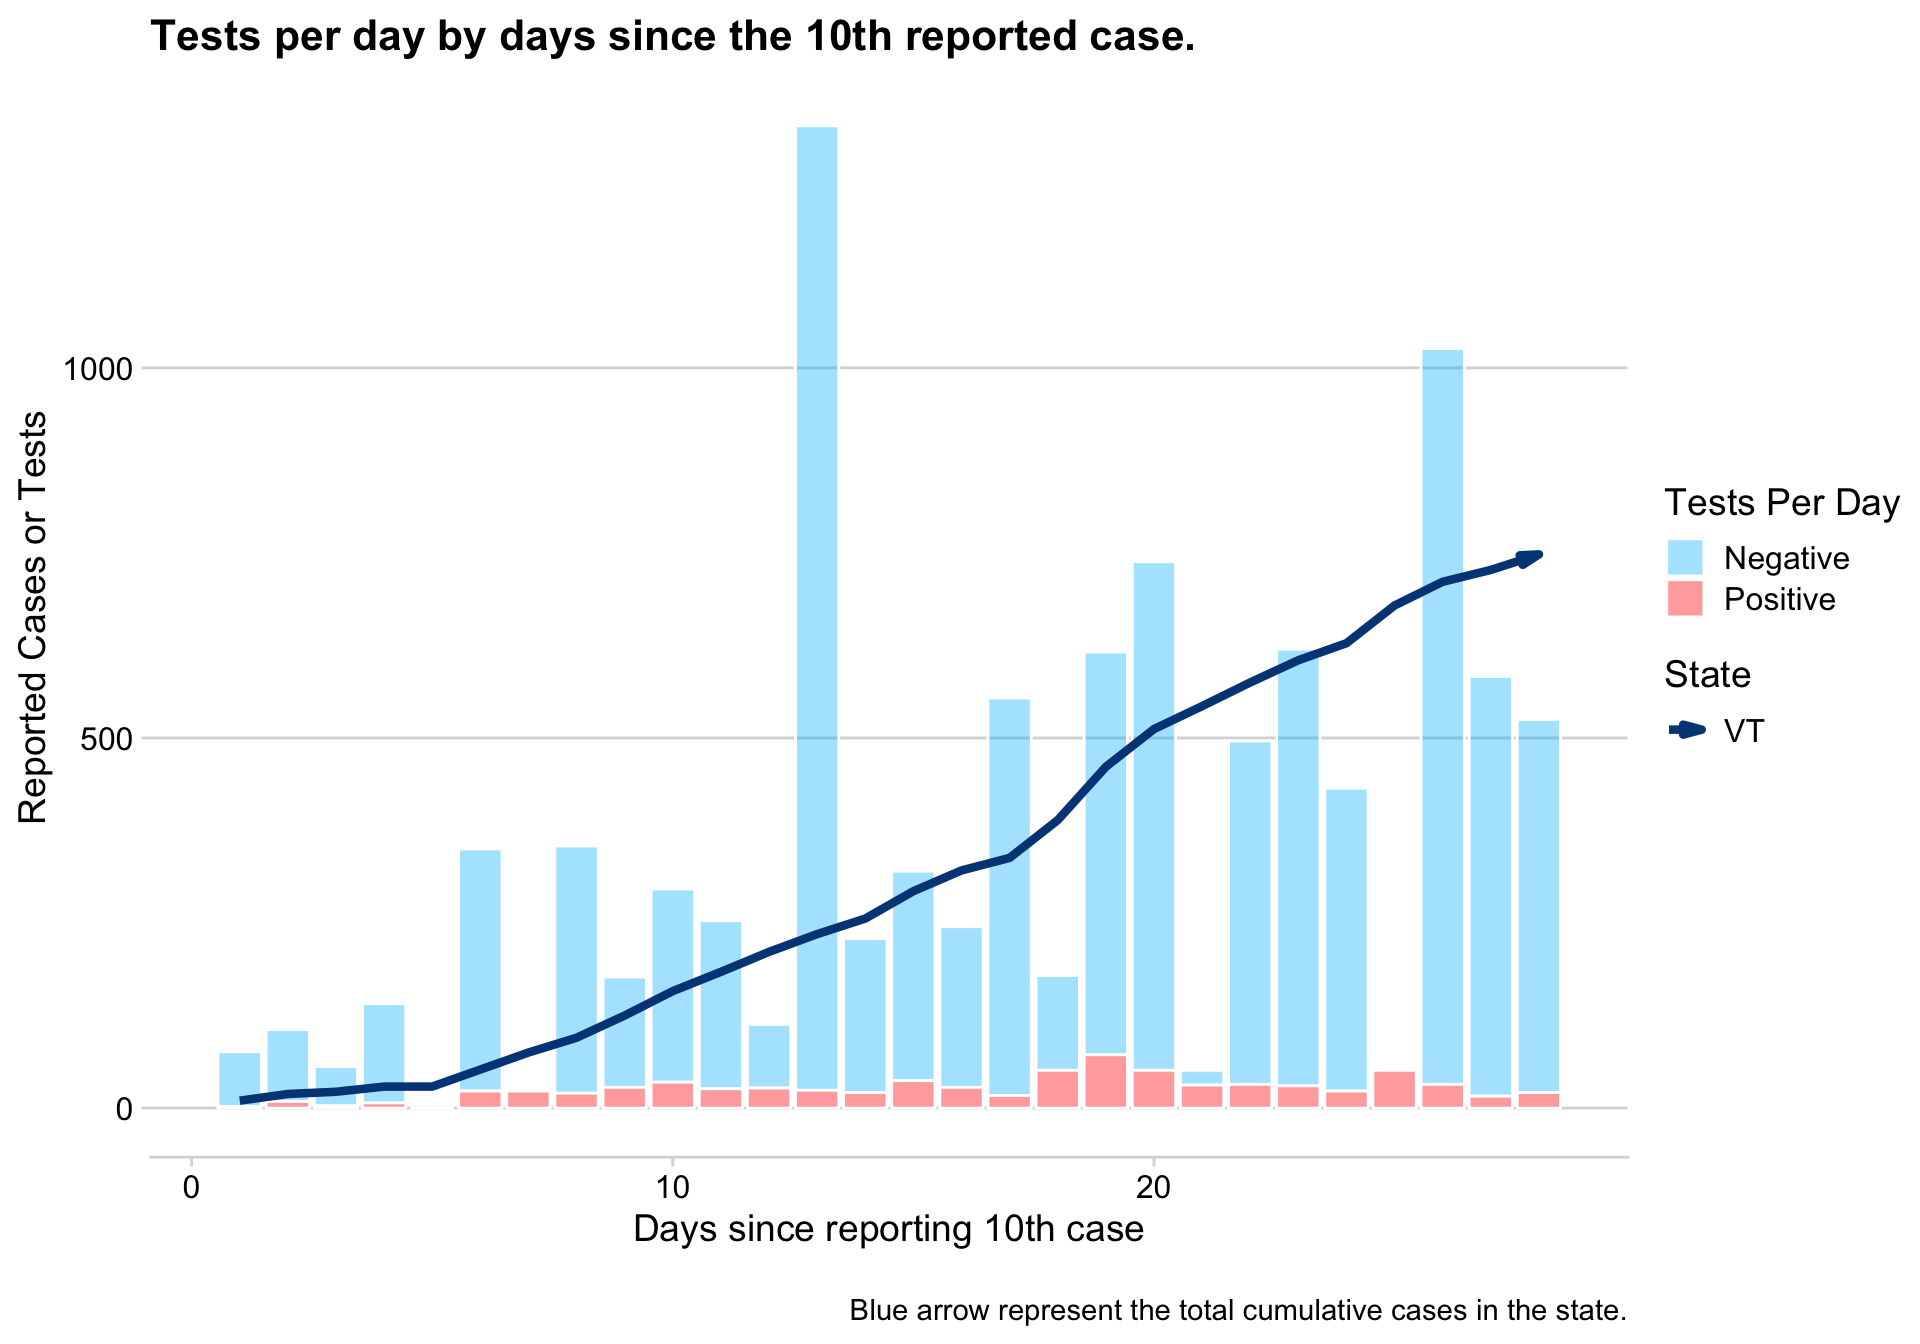 Tests per day by days since the 10th reported case.
Reported Cases or Tests
1000
500
0
0 10 20
Days since reporting 10th case
Tests Per Day
Negative
Positive
State
VT
Blue arrow represent the total cumulative cases in the state.